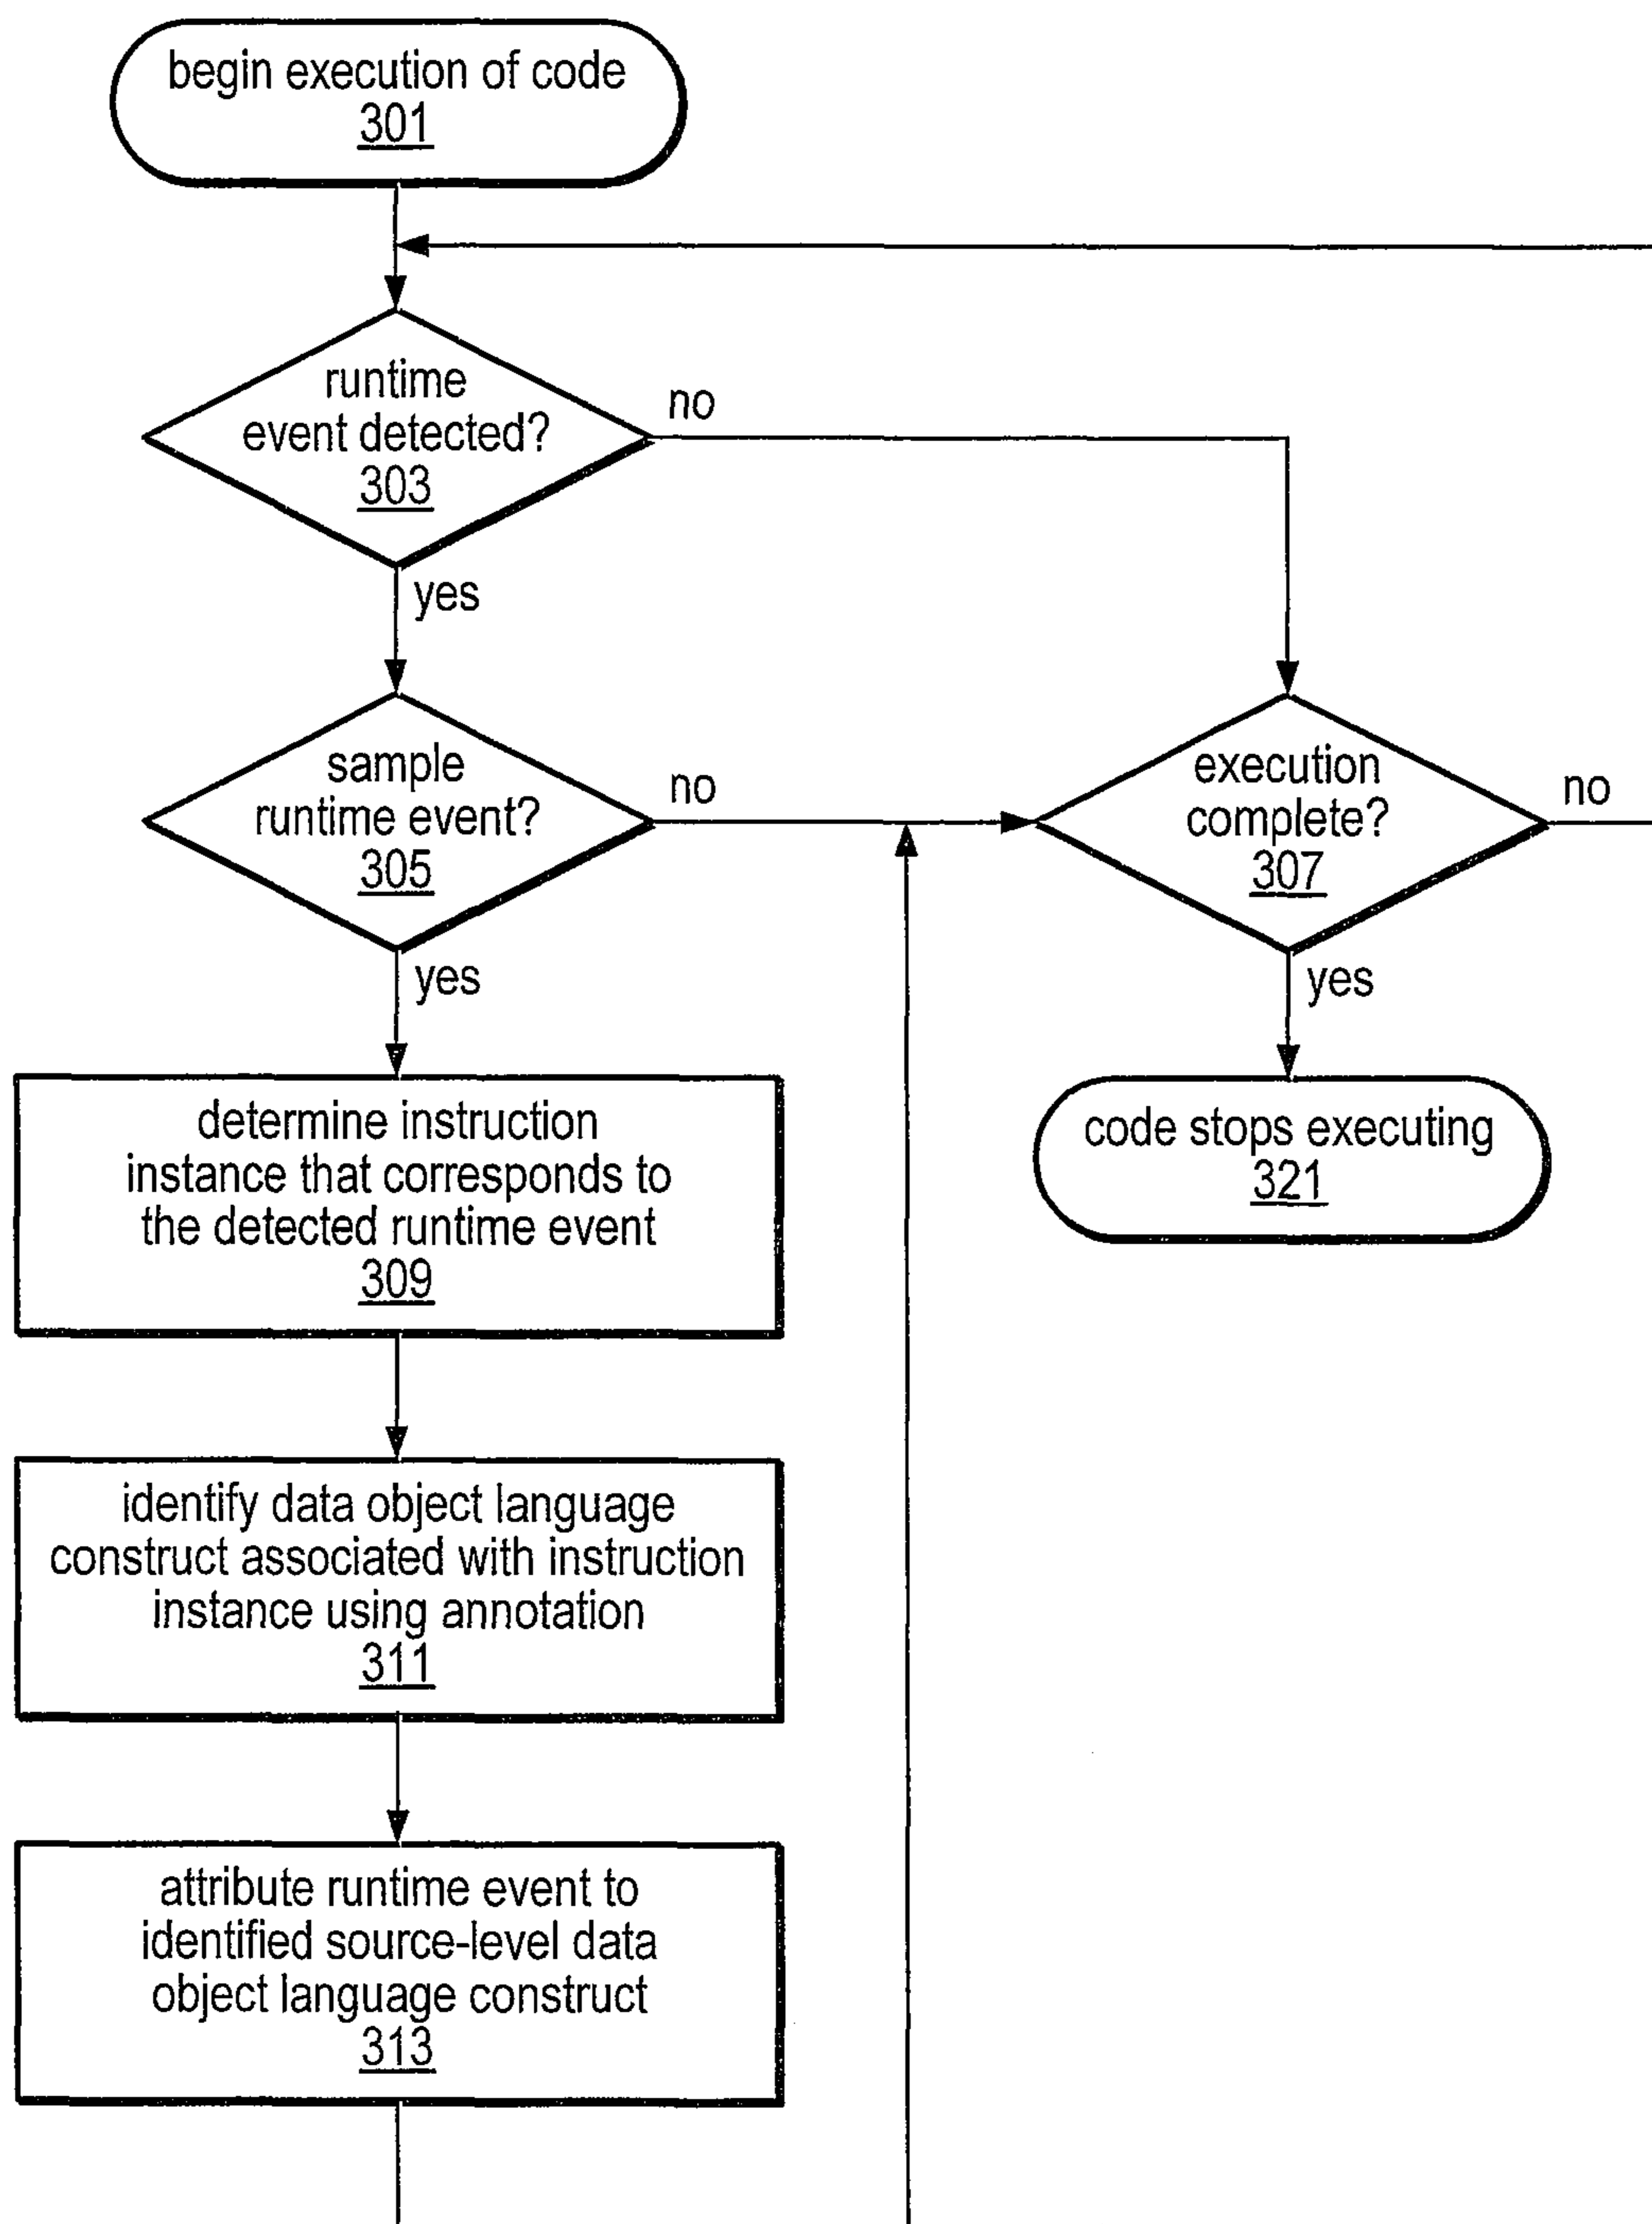 begin execution of code
301
runtime
event detected?
303
no
yes
sample
runtime event?
305
no
yes
execution
complete?
307
no
yes
code stops executing
321
determine instruction
instance that corresponds to
the detected runtime event
309
identify data object language
construct associated with instruction
instance using annotation
311
attribute runtime event to
identified source-level data
object language construct
313